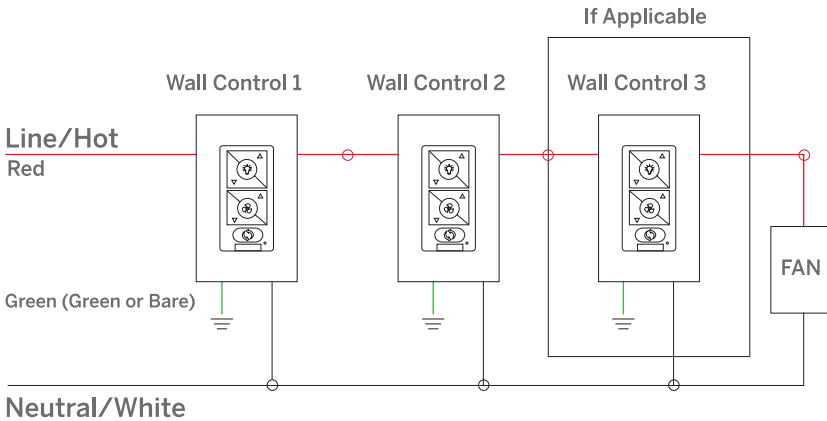 If Applicable
Wall Control 1
Wall Control 2
Wall Control 3
Line/Hot
Red
FAN
Green (Green or Bare)
Neutral/White